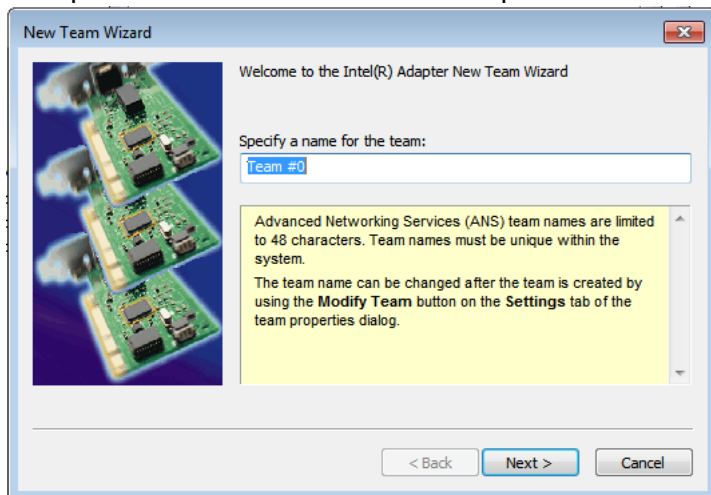 New Team Wizard
Welcome to the Intel(R) Adapter New Team Wizard
Specify a name for the team:
Team #0
Advanced Networking Services (ANS) team names are limited
to 48 characters. Team names must be unique within the
system.
The team name can be changed after the team is created by
using the Modify Team button on the Settings tab of the
team properties dialog.
< Back
Next >
Cancel